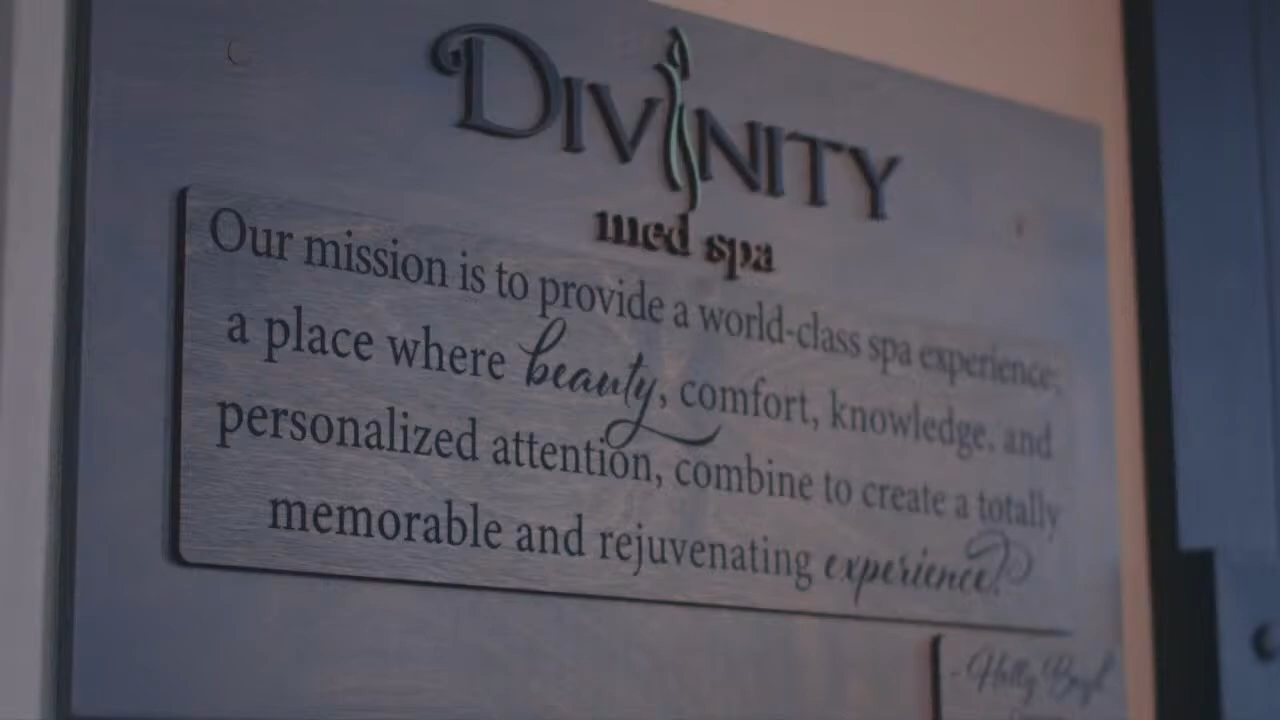 DIVINITY
med spa
Our mission is to provide a world-class spa experience;
a place where beauty, comfort, knowledge, and
personalized attention, combine to create a totally
memorable and rejuvenating experience!
- Holly